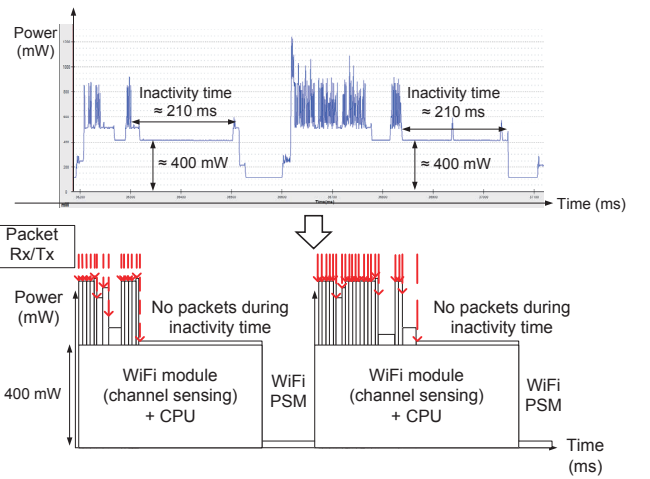 Power
(mW)
Inactivity time
≈ 210 ms
Inactivity time
≈ 210 ms
≈ 400 mW
≈ 400 mW
Time (ms)
Packet
Rx/Tx
Power
(mW)
No packets during
inactivity time
No packets during
inactivity time
400 mW
WiFi module
(channel sensing)
+ CPU
WiFi
PSM
WiFi module
(channel sensing)
+ CPU
WiFi
PSM
Time
(ms)